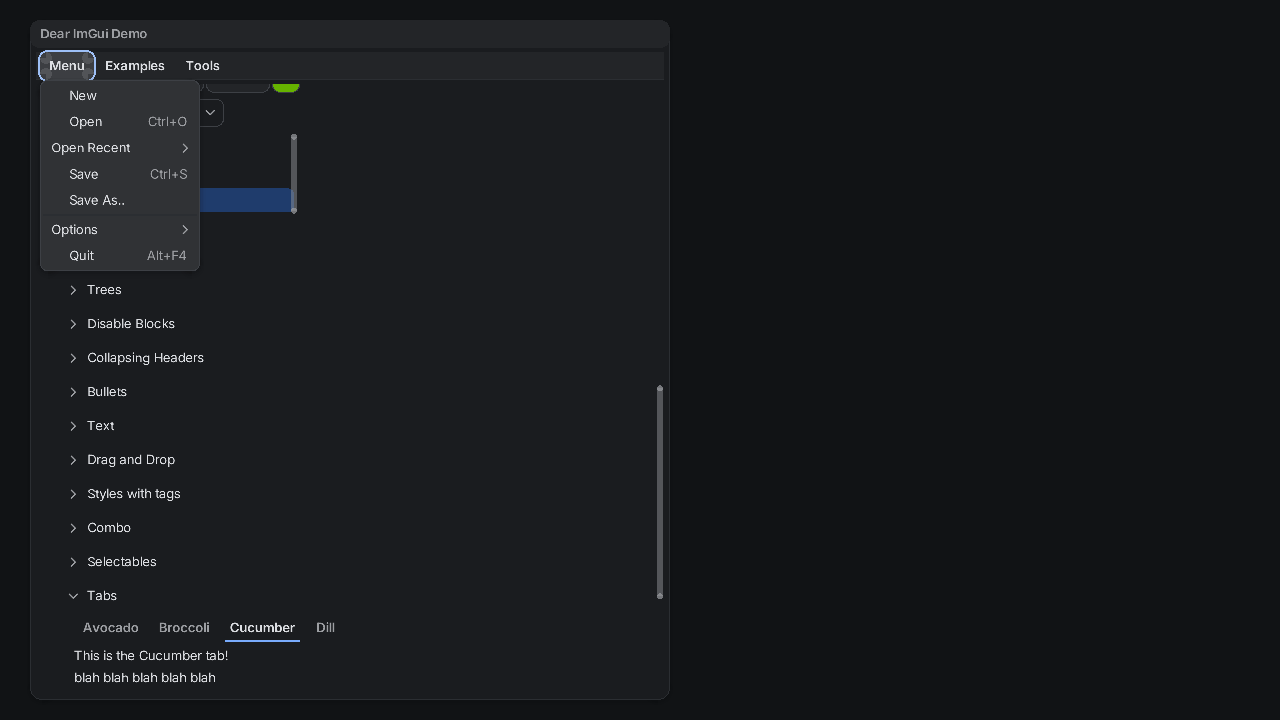 Dear ImGui Demo
Menu Examples Tools
New
Open Ctrl+O
Open Recent
Save Ctrl+S
Save As..
Options
Quit Alt+F4
Trees
Disable Blocks
Collapsing Headers
Bullets
Text
Drag and Drop
Styles with tags
Combo
Selectables
Tabs
Avocado Broccoli Cucumber Dill
This is the Cucumber tab!
blah blah blah blah blah